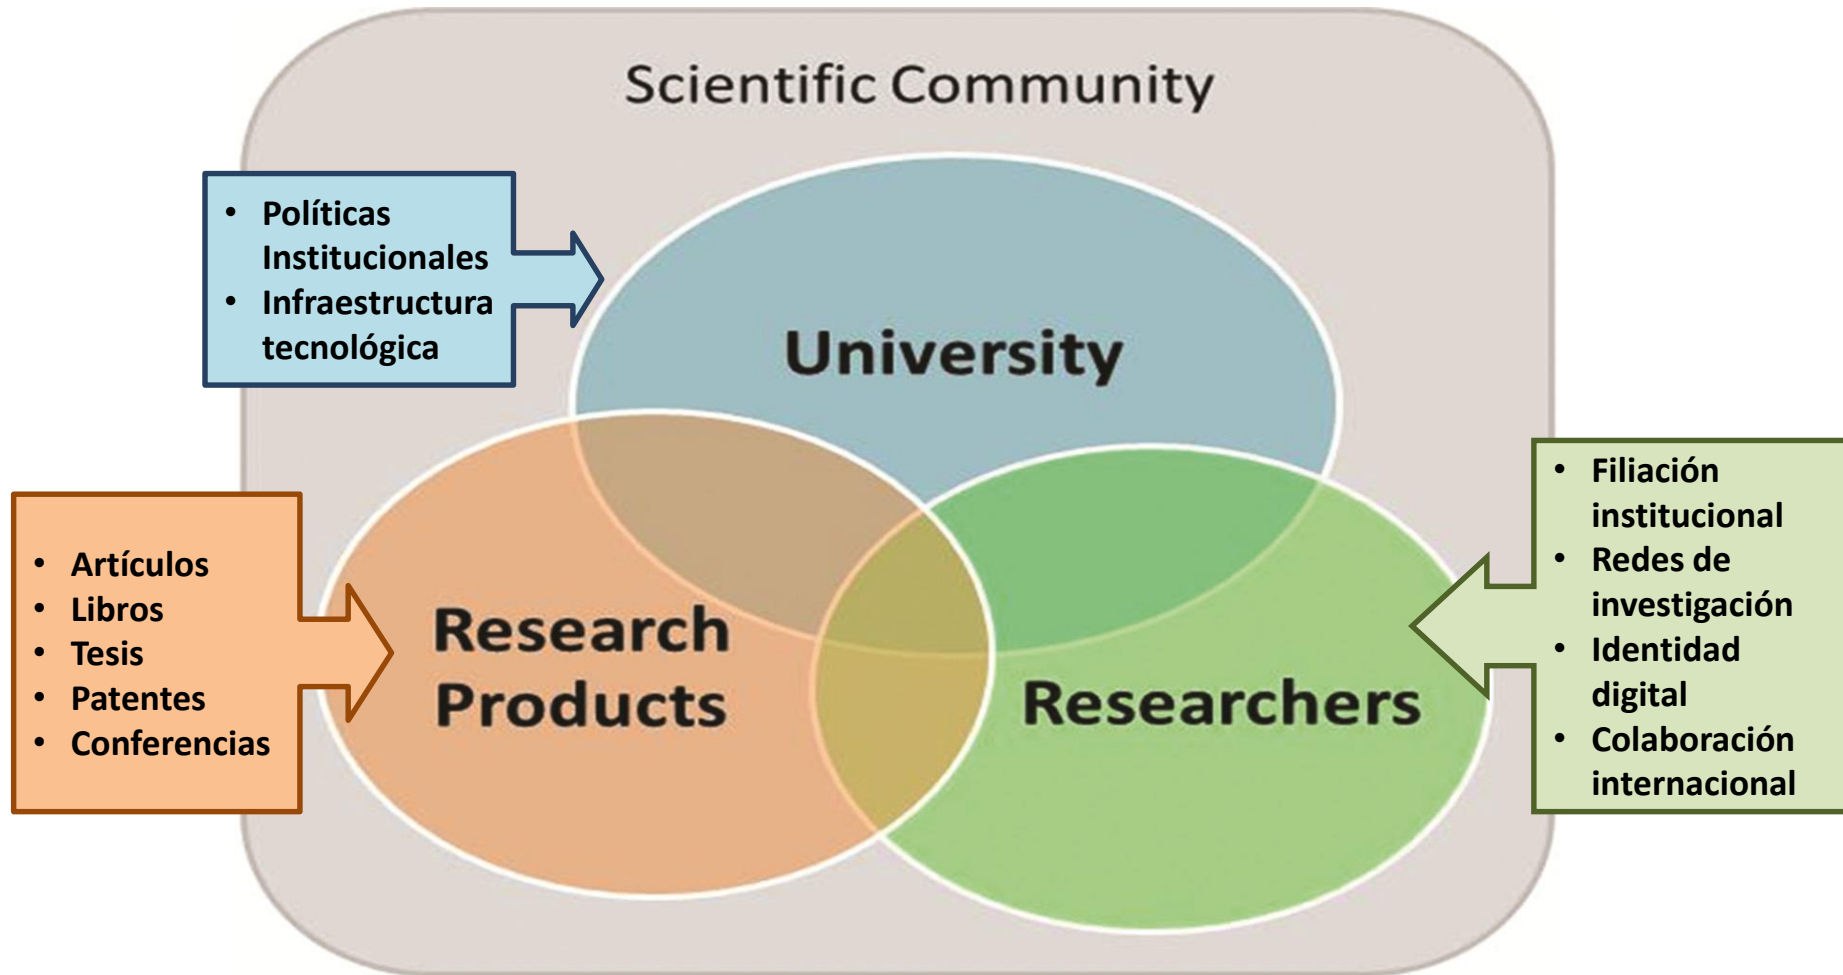 Scientific Community
• Políticas
Institucionales
• Infraestructura
tecnológica
University
• Artículos
• Libros
• Tesis
• Patentes
• Conferencias
Research
Products
Researchers
• Filiación
institucional
• Redes de
investigación
• Identidad
digital
• Colaboración
internacional